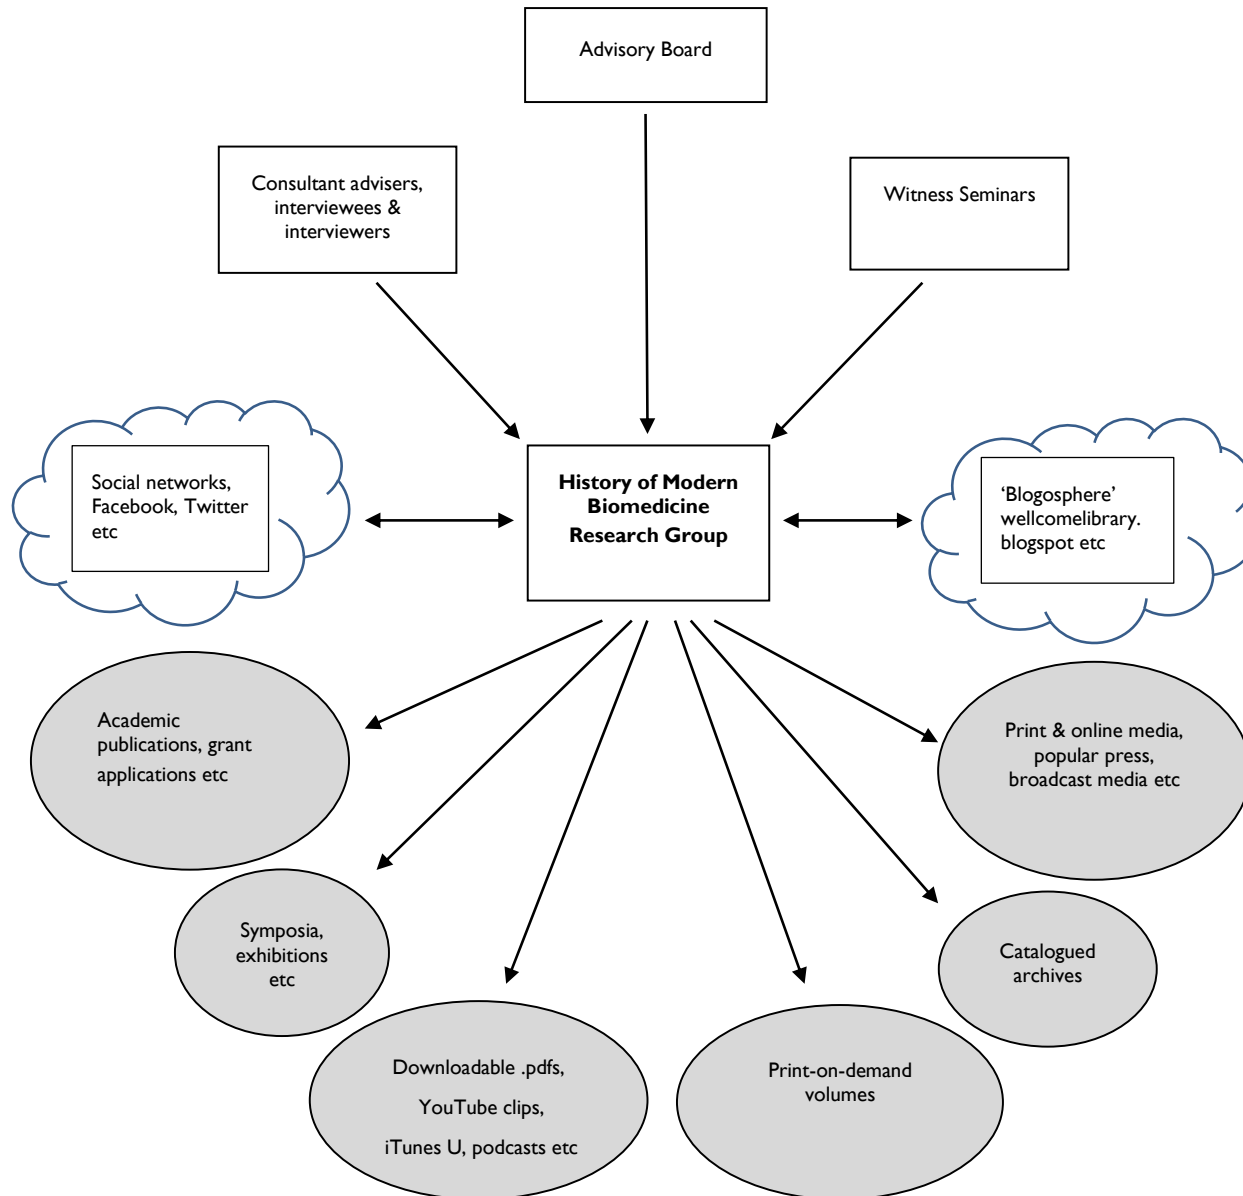 Advisory Board
Consultant advisers,
interviewees &
interviewers
Witness Seminars
Social networks,
Facebook, Twitter
etc
History of Modern
Biomedicine
Research Group
‘Blogosphere’
wellcomelibrary.
blogspot etc
Academic
publications, grant
applications etc
Print & online media,
popular press,
broadcast media etc
Symposia,
exhibitions
etc
Catalogued
archives
Downloadable .pdfs,
YouTube clips,
iTunes U, podcasts etc
Print-on-demand
volumes